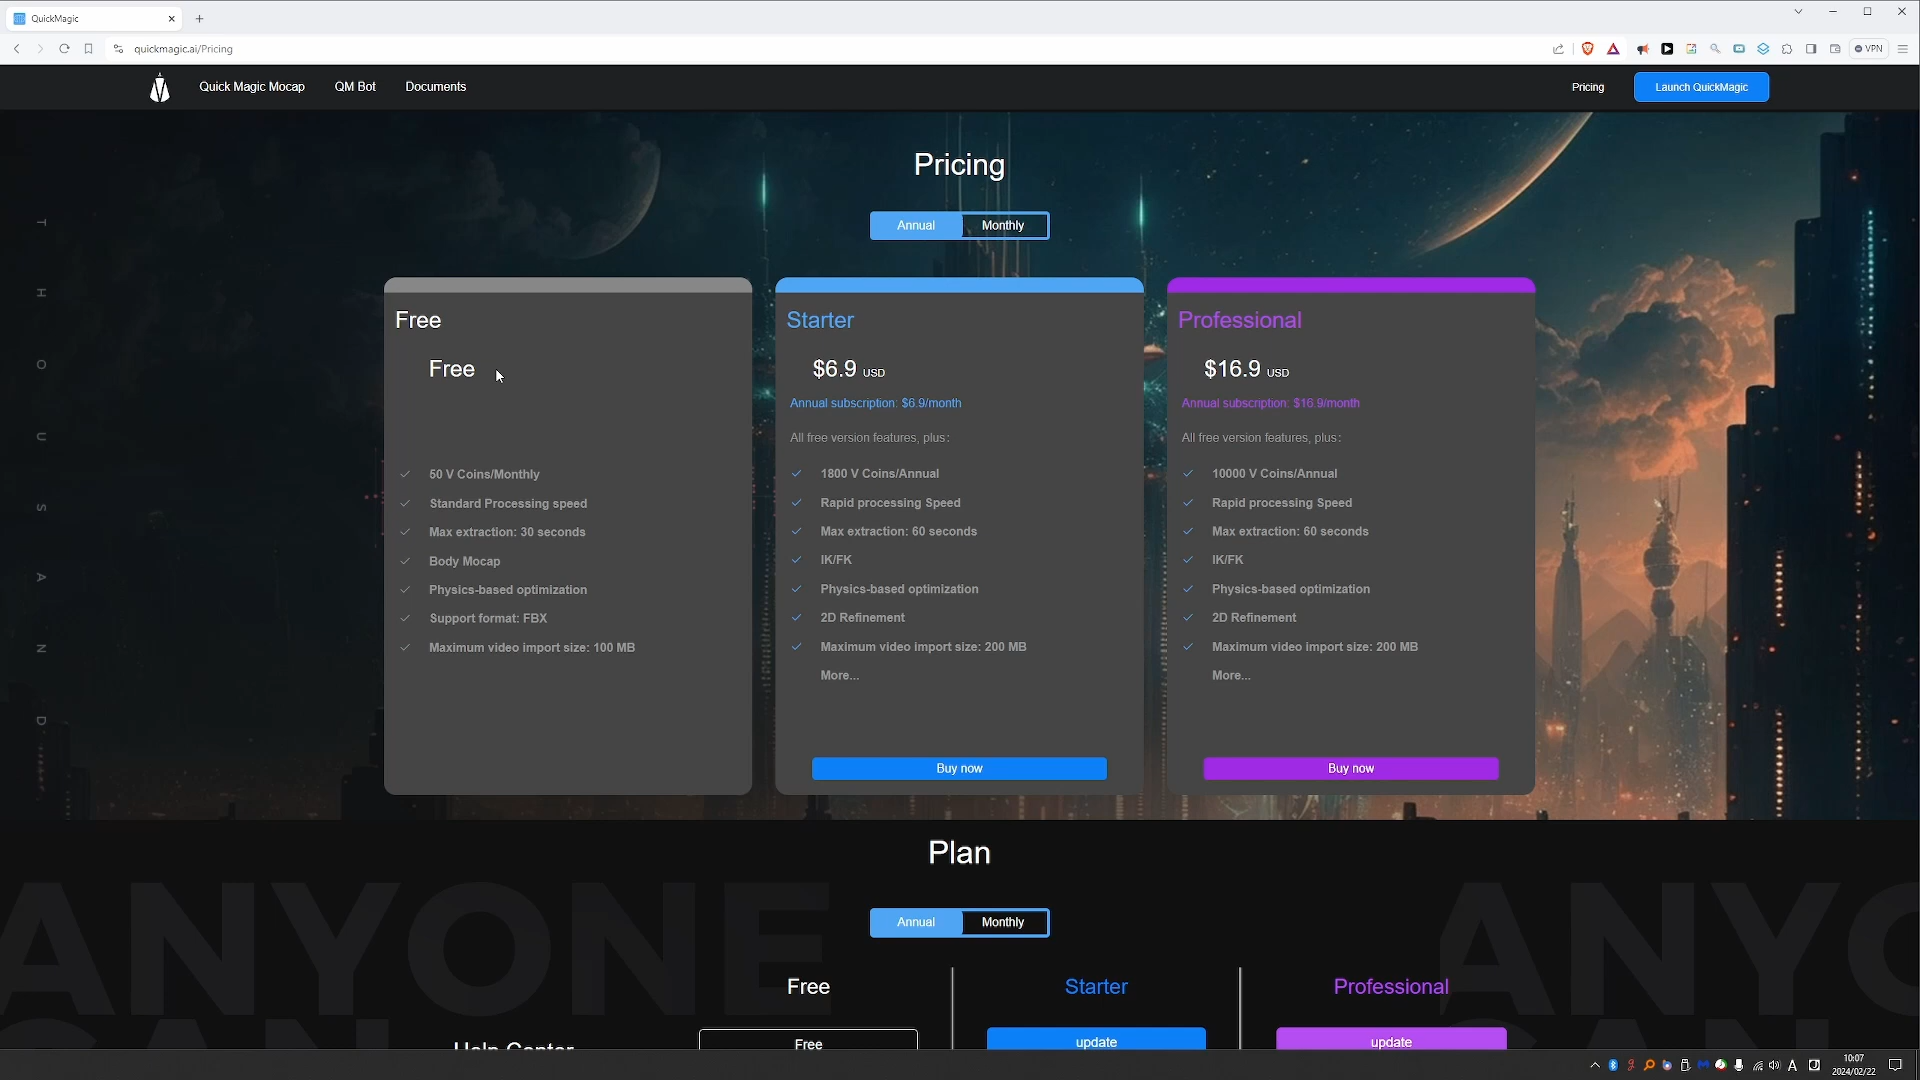 QuickMagic
quickmagic.ai/Pricing
VPN
Quick Magic Mocap
QM Bot
Documents
Pricing
Launch QuickMagic
THOUSAND
Pricing
Annual
Monthly
Free
Free
50 V Coins/Monthly
Standard Processing speed
Max extraction: 30 seconds
Body Mocap
Physics-based optimization
Support format: FBX
Maximum video import size: 100 MB
Starter
$6.9 USD
Annual subscription: $6.9/month
All free version features, plus:
1800 V Coins/Annual
Rapid processing Speed
Max extraction: 60 seconds
IK/FK
Physics-based optimization
2D Refinement
Maximum video import size: 200 MB
More...
Buy now
Professional
$16.9 USD
Annual subscription: $16.9/month
All free version features, plus:
10000 V Coins/Annual
Rapid processing Speed
Max extraction: 60 seconds
IK/FK
Physics-based optimization
2D Refinement
Maximum video import size: 200 MB
More...
Buy now
Plan
Annual
Monthly
ANYONE
ANYO
CAN
CAN
Free
Starter
Professional
Help Center
Free
update
update
A
10:07
2024/02/22